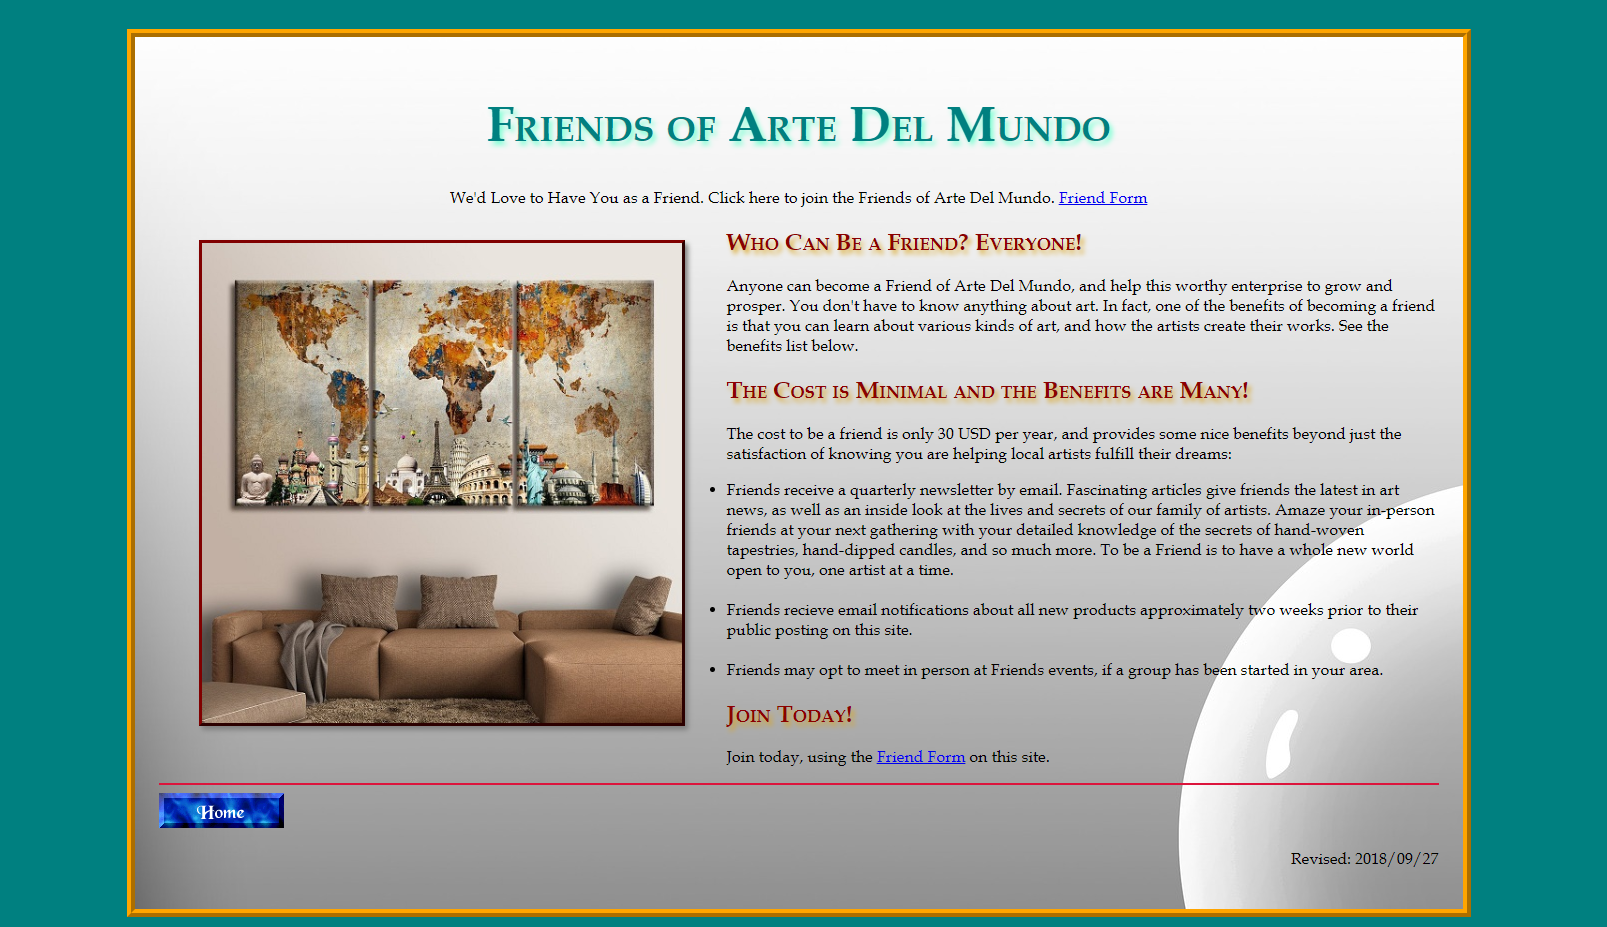 Friends of Arte Del Mundo
We'd Love to Have You as a Friend. Click here to join the Friends of Arte Del Mundo. Friend Form
Who Can Be a Friend? Everyone!
Anyone can become a Friend of Arte Del Mundo, and help this worthy enterprise to grow and
prosper. You don't have to know anything about art. In fact, one of the benefits of becoming a friend
is that you can learn about various kinds of art, and how the artists create their works. See the
benefits list below.
The Cost is Minimal and the Benefits are Many!
The cost to be a friend is only 30 USD per year, and provides some nice benefits beyond just the
satisfaction of knowing you are helping local artists fulfill their dreams:
• Friends receive a quarterly newsletter by email. Fascinating articles give friends the latest in art
news, as well as an inside look at the lives and secrets of our family of artists. Amaze your in-person
friends at your next gathering with your detailed knowledge of the secrets of hand-woven
tapestries, hand-dipped candles, and so much more. To be a Friend is to have a whole new world
open to you, one artist at a time.
• Friends recieve email notifications about all new products approximately two weeks prior to their
public posting on this site.
• Friends may opt to meet in person at Friends events, if a group has been started in your area.
Join Today!
Join today, using the Friend Form on this site.
Home
Revised: 2018/09/27